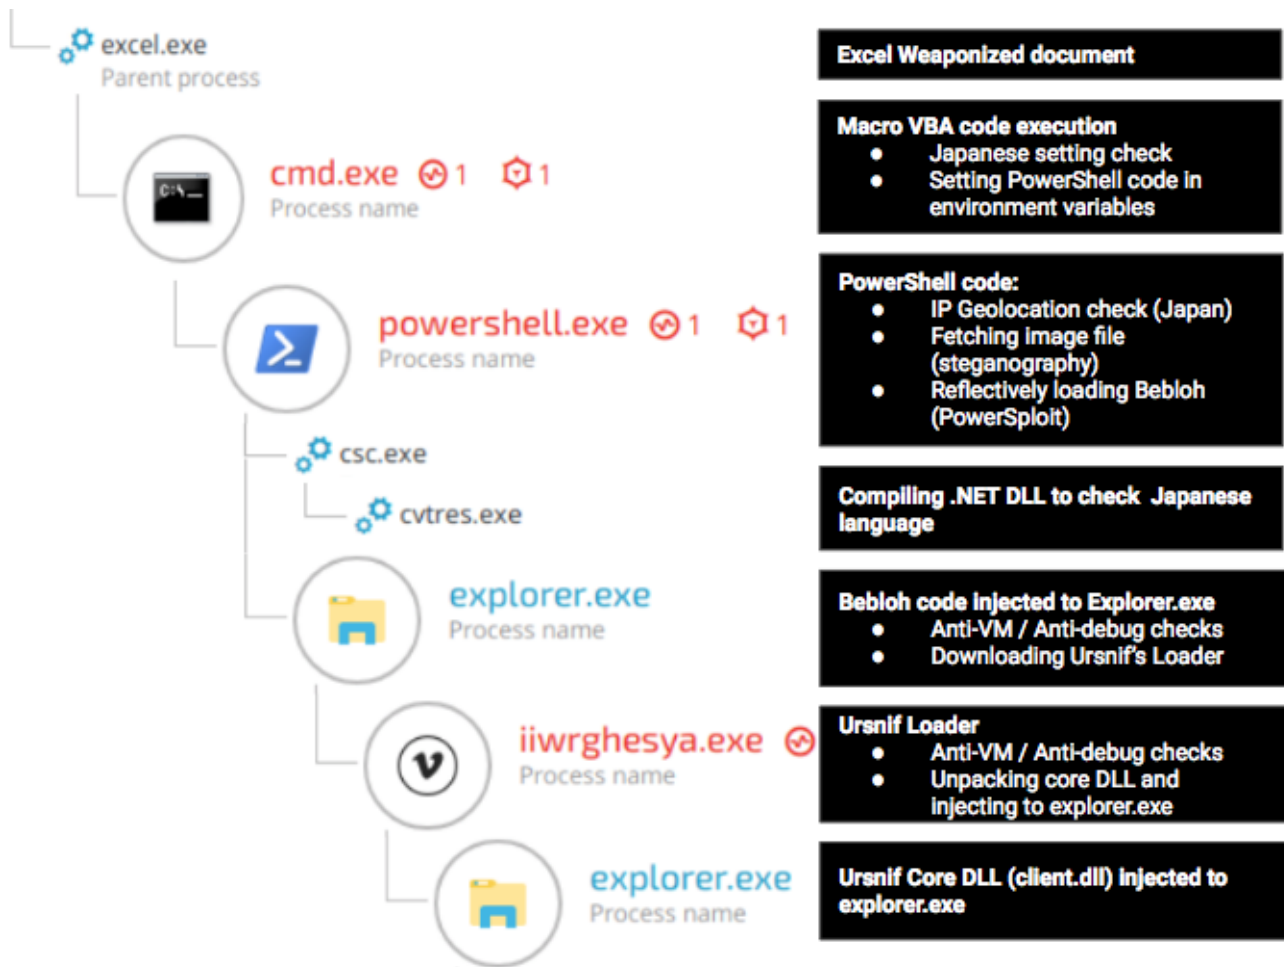 excel.exe
Parent process
Excel Weaponized document
cmd.exe 1 1
Process name
C:\_
Macro VBA code execution
● Japanese setting check
● Setting PowerShell code in
environment variables
powershell.exe 1 1
Process name
PowerShell code:
● IP Geolocation check (Japan)
● Fetching image file
(steganography)
● Reflectively loading Bebloh
(PowerSploit)
csc.exe
cvtres.exe
Compiling .NET DLL to check Japanese
language
explorer.exe
Process name
Bebloh code injected to Explorer.exe
● Anti-VM / Anti-debug checks
● Downloading Ursnif's Loader
iiwrghesya.exe
Process name
Ursnif Loader
● Anti-VM / Anti-debug checks
● Unpacking core DLL and
injecting to explorer.exe
explorer.exe
Process name
Ursnif Core DLL (client.dll) injected to
explorer.exe